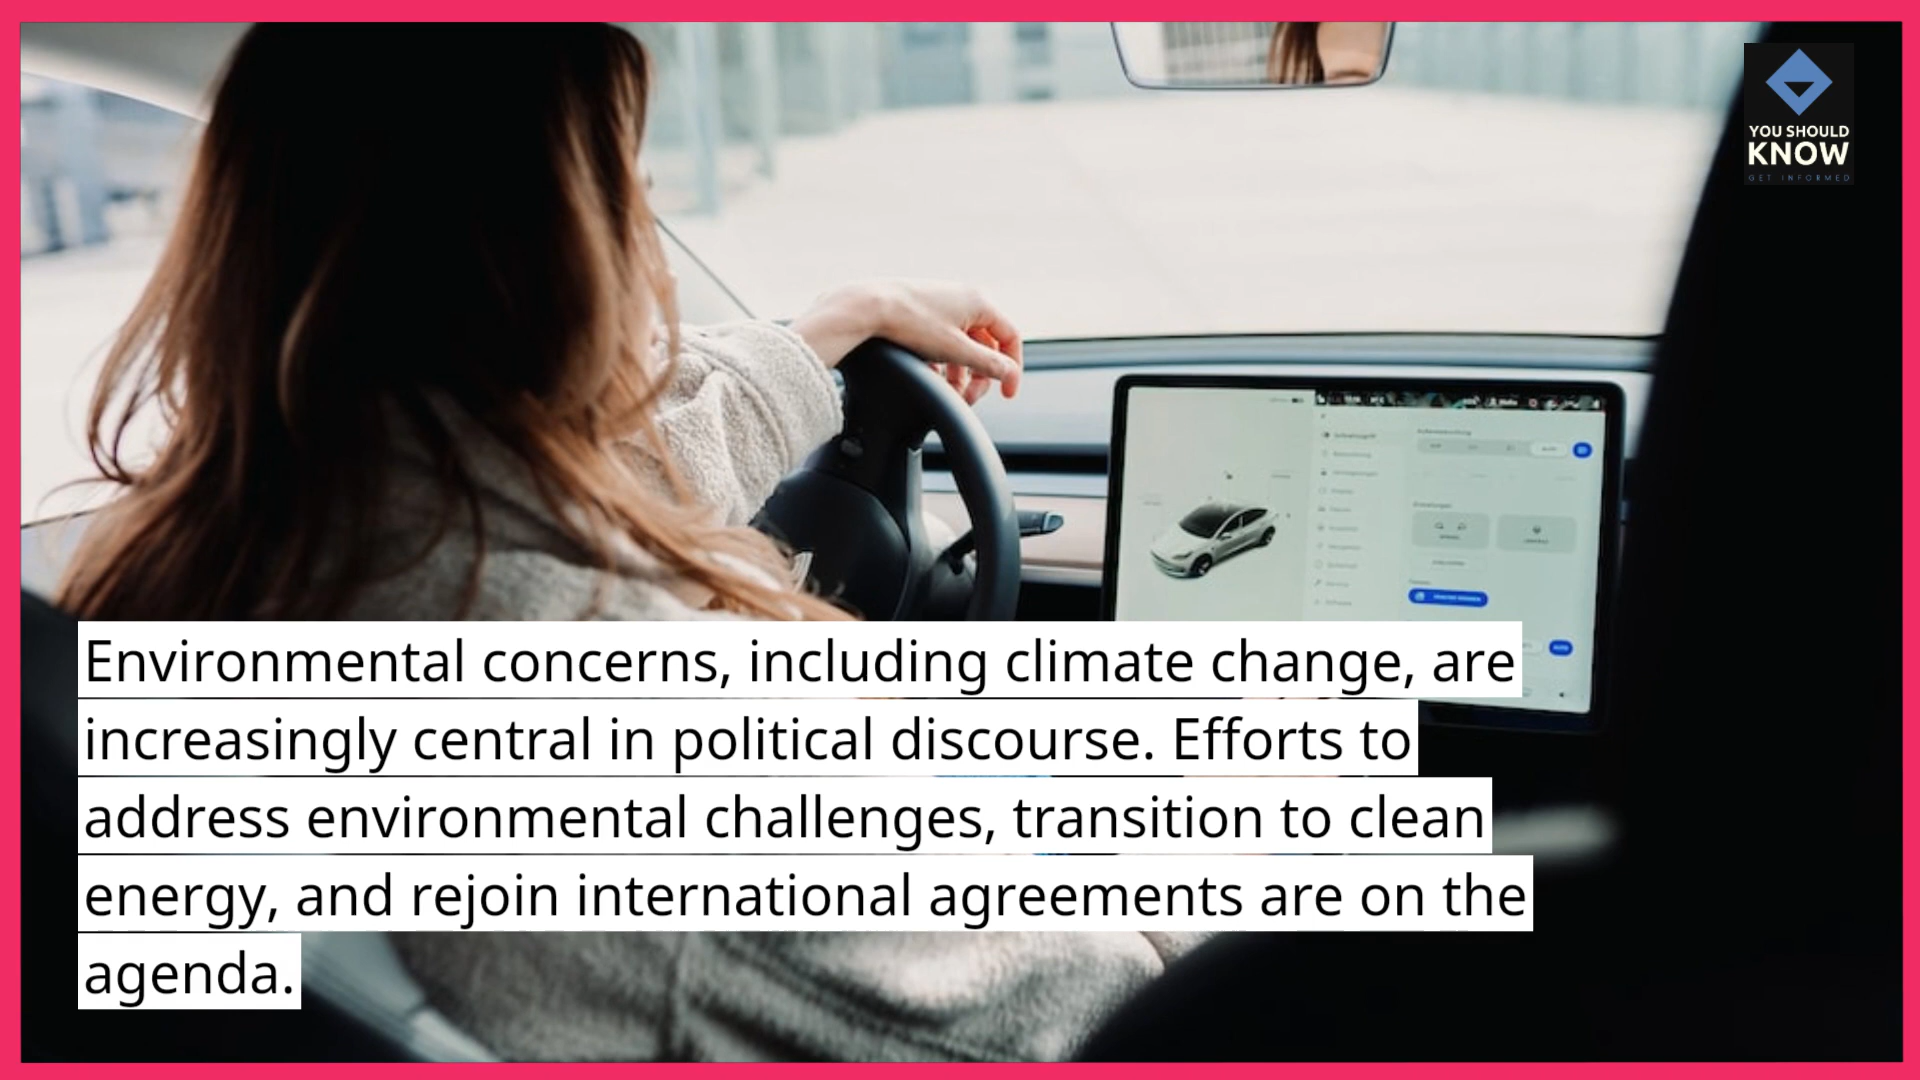 YOU SHOULD
KNOW
GET INFORMED
Environmental concerns, including climate change, are
increasingly central in political discourse. Efforts to
address environmental challenges, transition to clean
energy, and rejoin international agreements are on the
agenda.